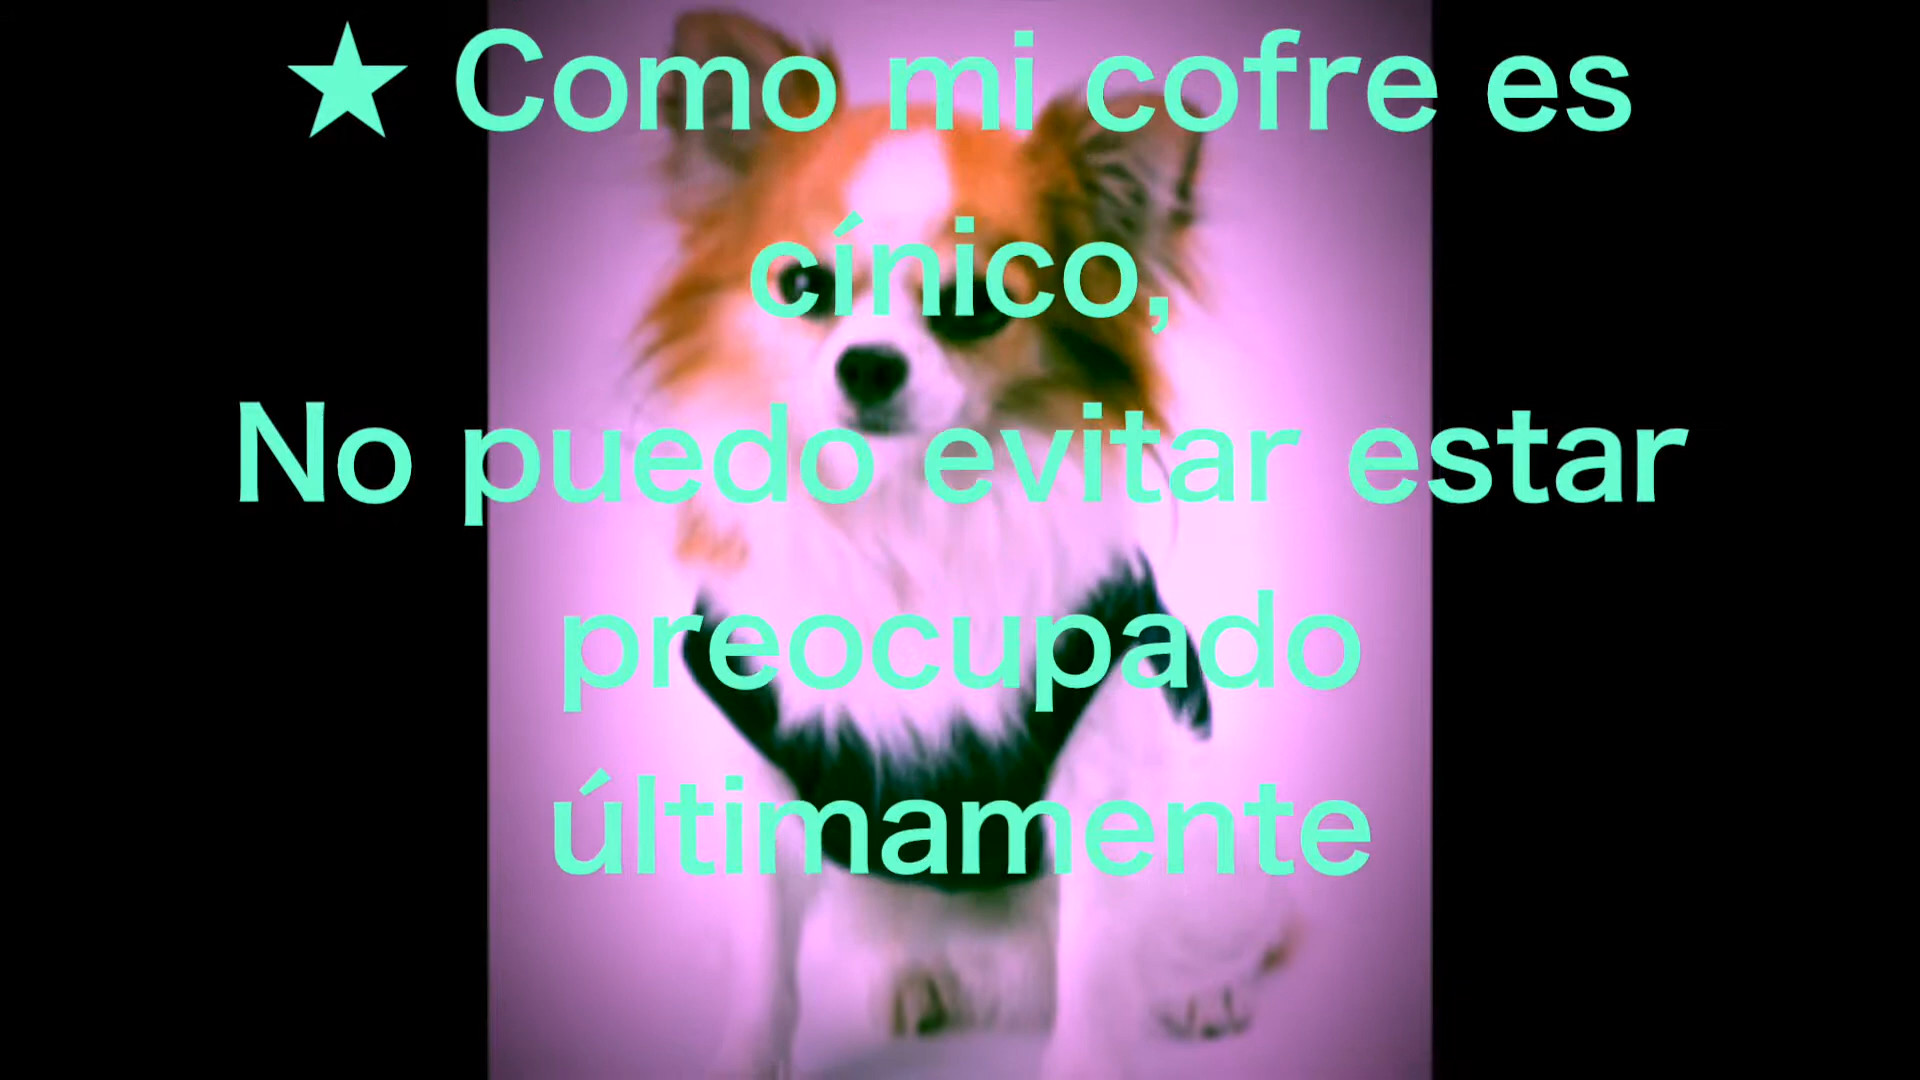 ★ Como mi cofre es
cínico,
No puedo evitar estar
preocupado
últimamente